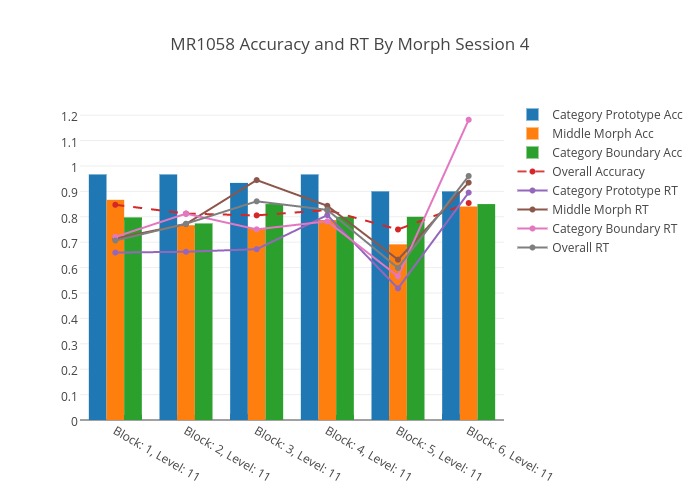 MR1058 Accuracy and RT By Morph Session 4
1.2
1.1
1
0.9
0.8
0.7
0.6
0.5
0.4
0.3
0.2
0.1
0
Block: 1, Level: 11
Block: 2, Level: 11
Block: 3, Level: 11
Block: 4, Level: 11
Block: 5, Level: 11
Block: 6, Level: 11
Category Prototype Acc
Middle Morph Acc
Category Boundary Acc
Overall Accuracy
Category Prototype RT
Middle Morph RT
Category Boundary RT
Overall RT